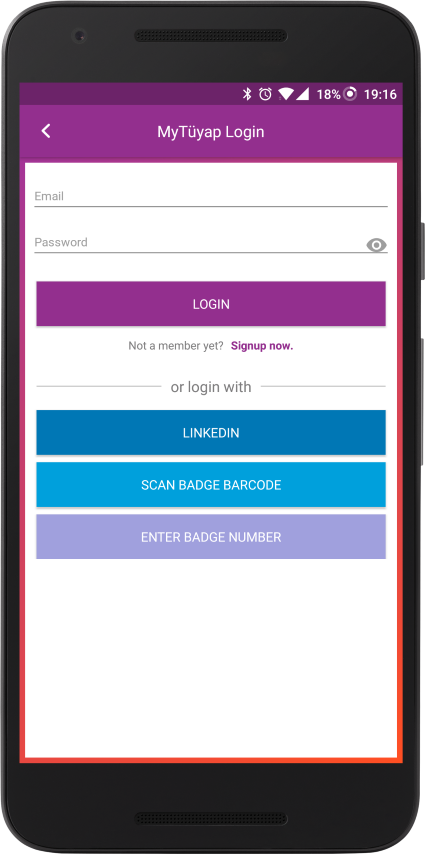 18% 19:16
MyTüyap Login
Email
Password
LOGIN
Not a member yet? Signup now.
or login with
LINKEDIN
SCAN BADGE BARCODE
ENTER BADGE NUMBER